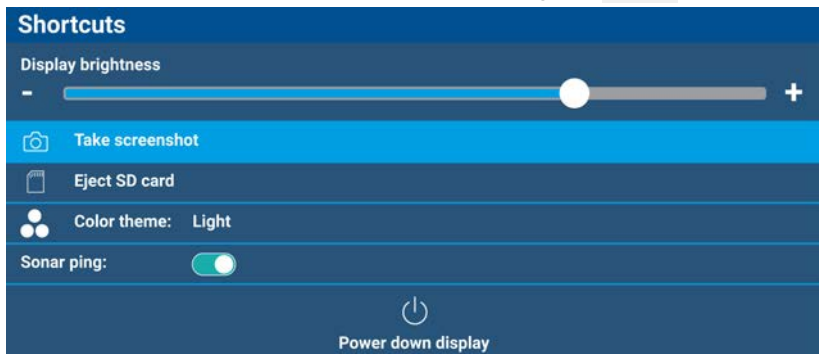 Shortcuts
Display brightness
- +
Take screenshot
Eject SD card
Color theme: Light
Sonar ping:
Power down display